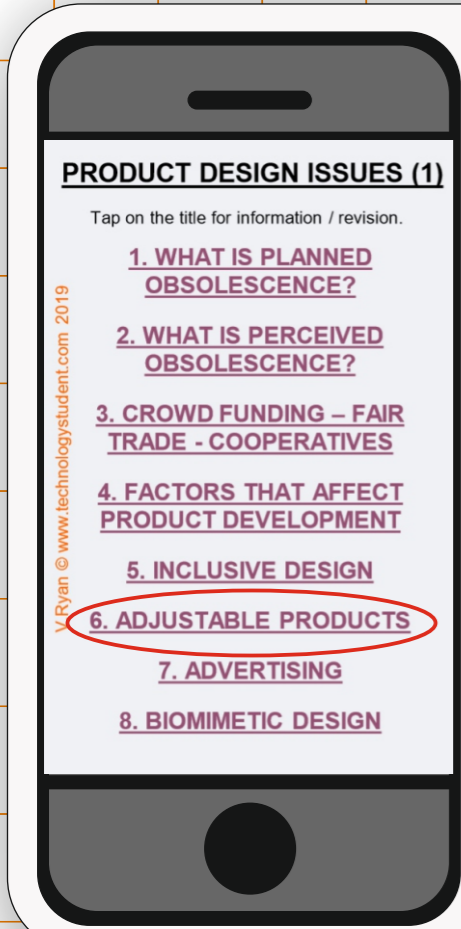 PRODUCT DESIGN ISSUES (1)
Tap on the title for information / revision.
1. WHAT IS PLANNED
OBSOLESCENCE?
2. WHAT IS PERCEIVED
OBSOLESCENCE?
3. CROWD FUNDING – FAIR
TRADE - COOPERATIVES
4. FACTORS THAT AFFECT
PRODUCT DEVELOPMENT
5. INCLUSIVE DESIGN
6. ADJUSTABLE PRODUCTS
7. ADVERTISING
8. BIOMIMETIC DESIGN
V Ryan © www.technologystudent.com 2019